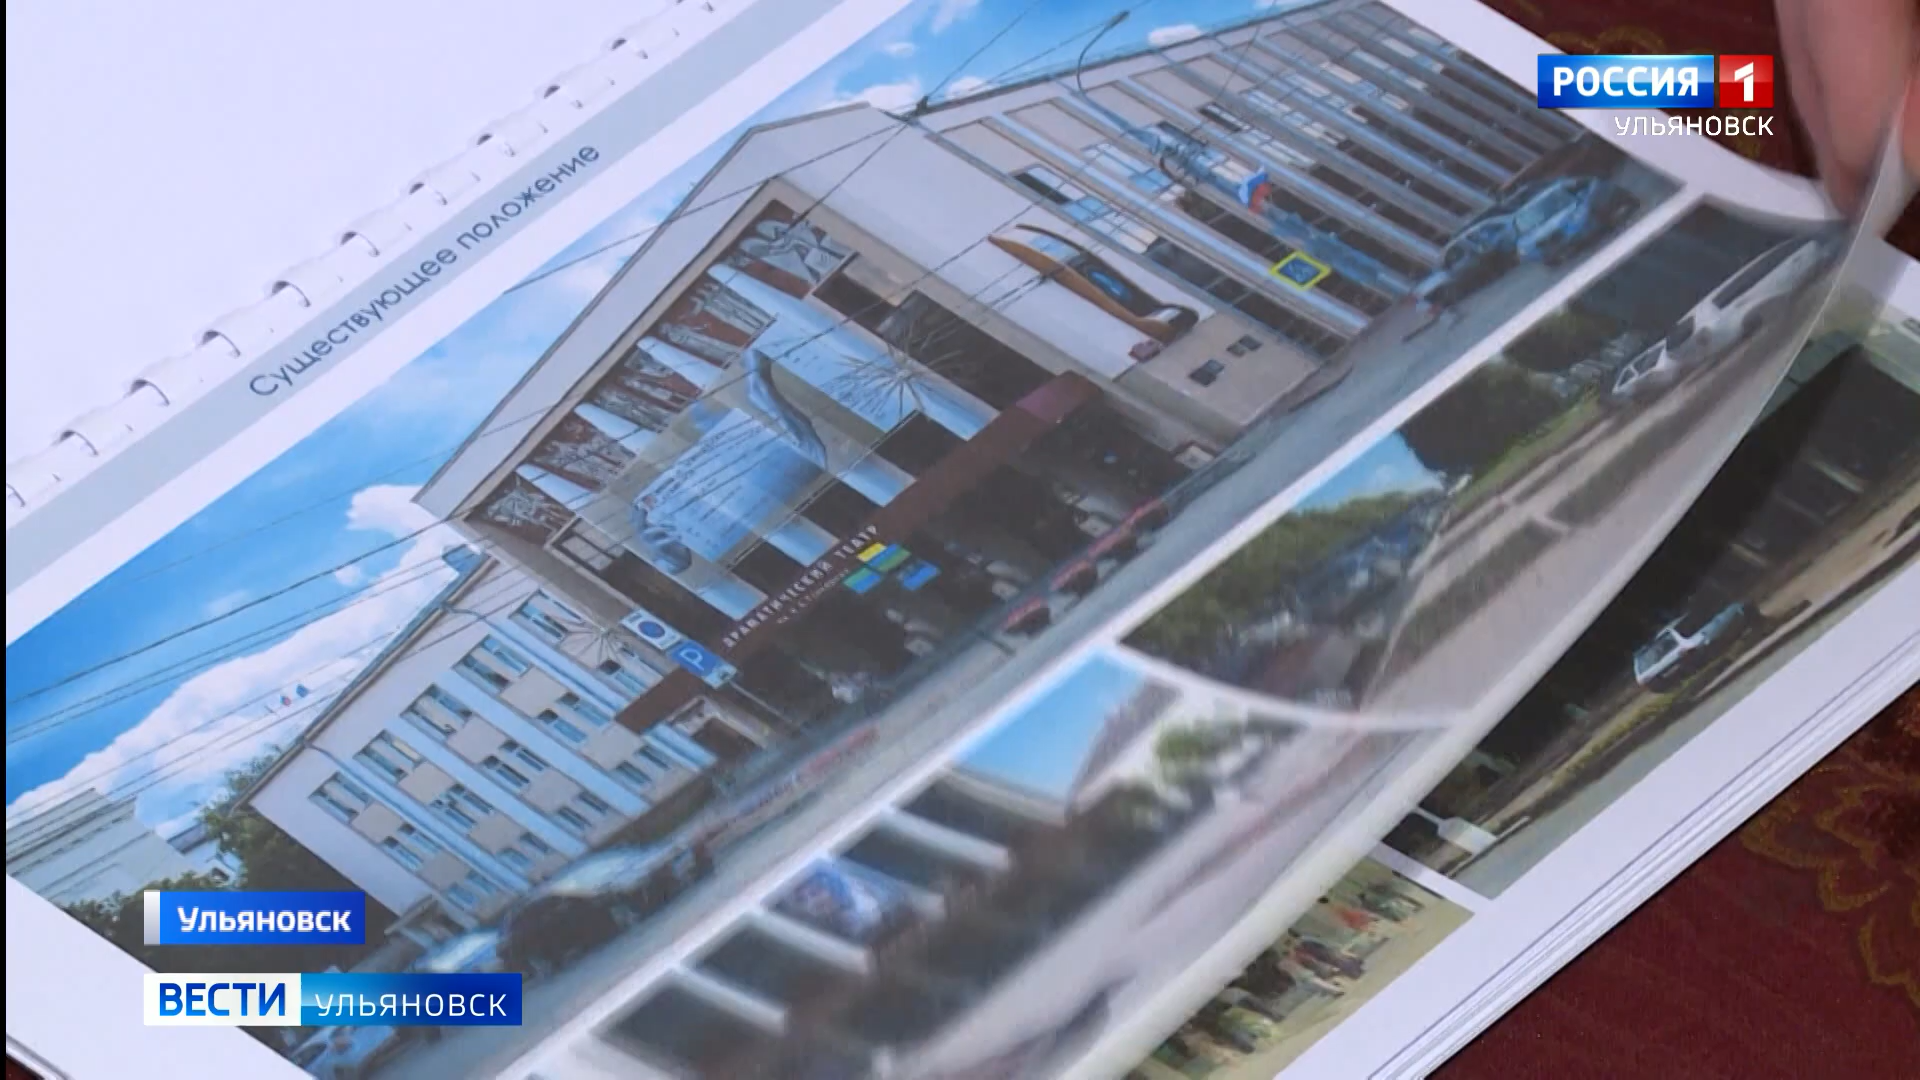 РОССИЯ 1
УЛЬЯНОВСК
Существующее положение
ДРАМАТИЧЕСКИЙ ТЕАТР
P
Ульяновск
ВЕСТИ УЛЬЯНОВСК